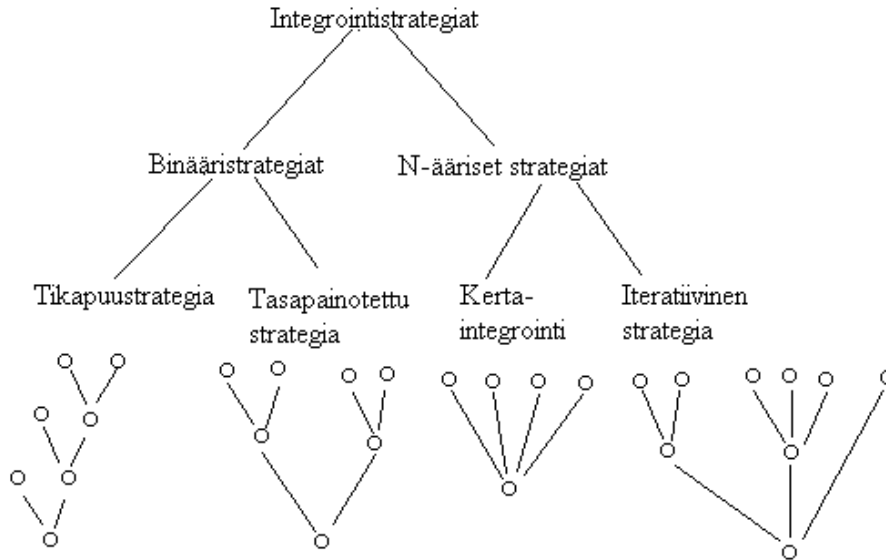 Integrointistrategiat
Binääristrategiat
N-ääriset strategiat
Tikapuustrategia
Tasapainotettu
strategia
Kerta-
integrointi
Iteratiivinen
strategia